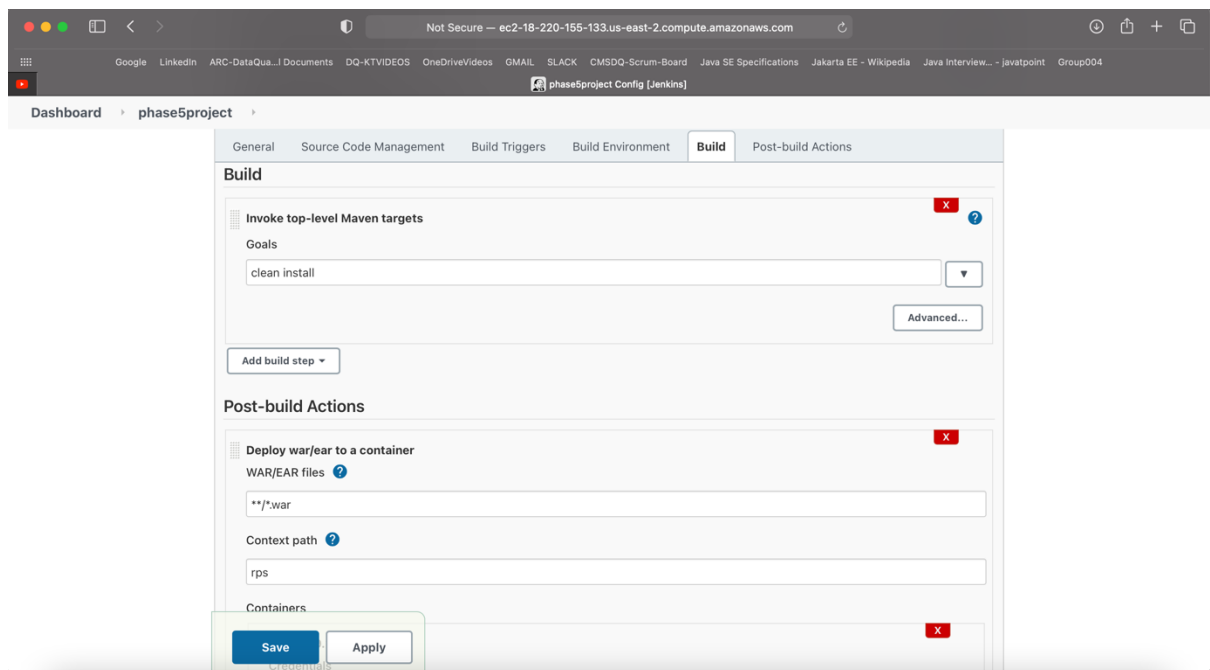 Not Secure — ec2-18-220-155-133.us-east-2.compute.amazonaws.com
Google LinkedIn ARC-DataQua...l Documents DQ-KTVIDEOS OneDriveVideos GMAIL SLACK CMSDQ-Scrum-Board Java SE Specifications Jakarta EE - Wikipedia Java Interview... - javatpoint Group004
phase5project Config [Jenkins]
Dashboard phase5project
General Source Code Management Build Triggers Build Environment Build Post-build Actions
Build
X
Invoke top-level Maven targets ?
Goals
clean install
Advanced...
Add build step
Post-build Actions
X
Deploy war/ear to a container
WAR/EAR files ?
**/*.war
Context path ?
rps
Containers
X
Save Apply
Credentials